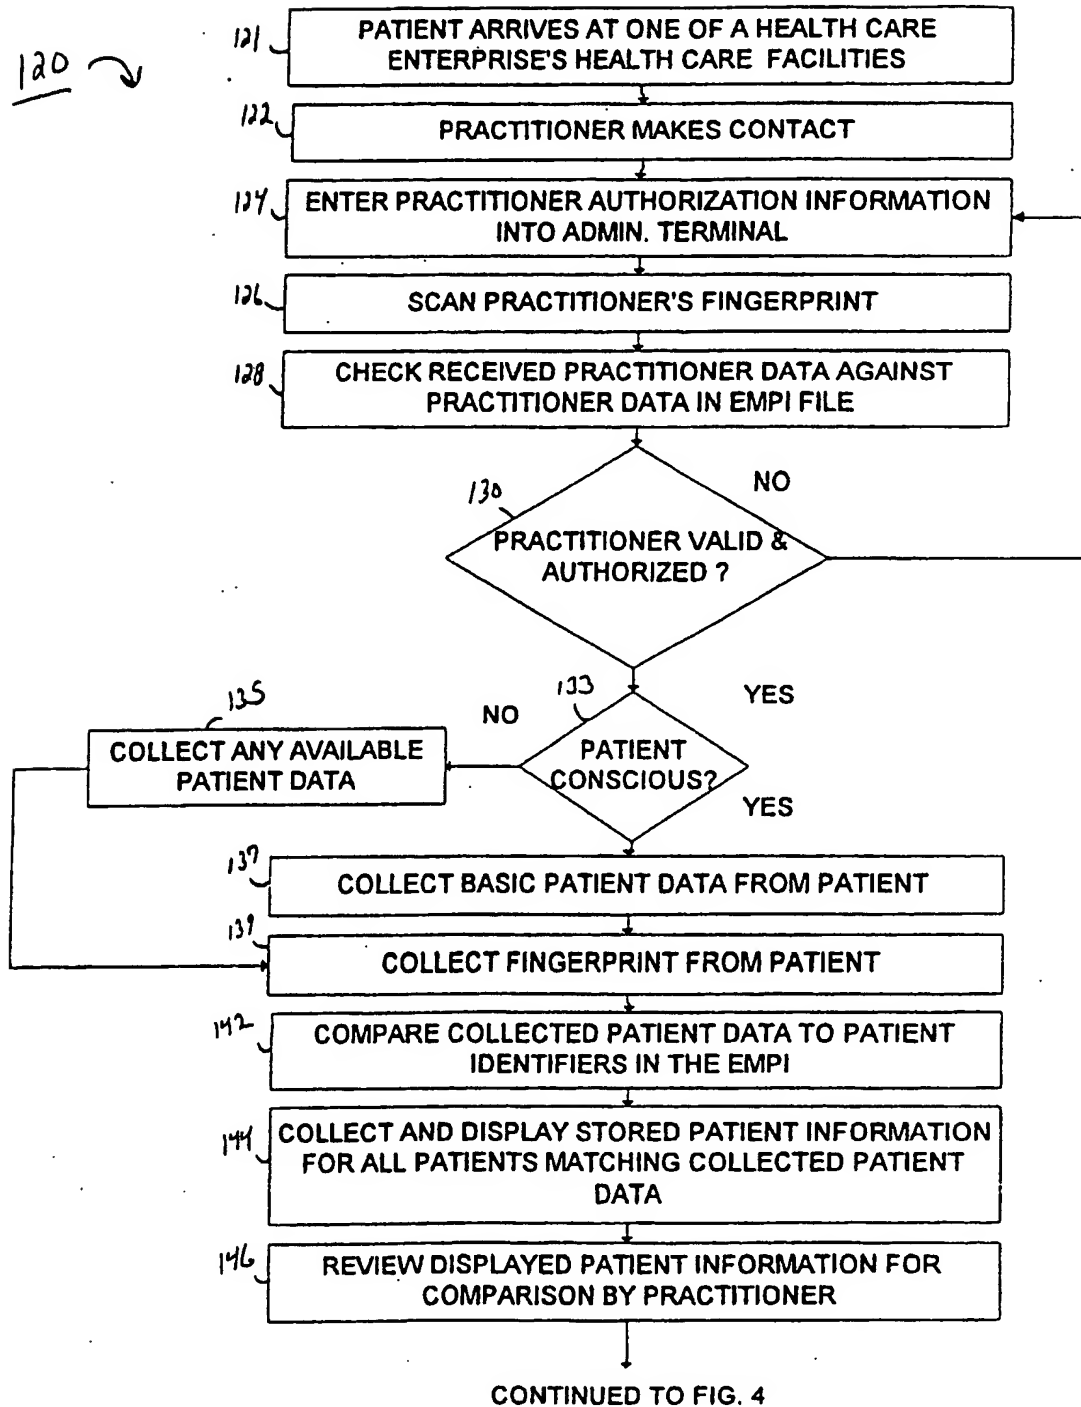 120
121
PATIENT ARRIVES AT ONE OF A HEALTH CARE
ENTERPRISE'S HEALTH CARE FACILITIES
122
PRACTITIONER MAKES CONTACT
124
ENTER PRACTITIONER AUTHORIZATION INFORMATION
INTO ADMIN. TERMINAL
126
SCAN PRACTITIONER'S FINGERPRINT
128
CHECK RECEIVED PRACTITIONER DATA AGAINST
PRACTITIONER DATA IN EMPI FILE
130
NO
PRACTITIONER VALID &
AUTHORIZED ?
133
YES
135
NO
COLLECT ANY AVAILABLE
PATIENT DATA
PATIENT
CONSCIOUS?
YES
137
COLLECT BASIC PATIENT DATA FROM PATIENT
139
COLLECT FINGERPRINT FROM PATIENT
142
COMPARE COLLECTED PATIENT DATA TO PATIENT
IDENTIFIERS IN THE EMPI
144
COLLECT AND DISPLAY STORED PATIENT INFORMATION
FOR ALL PATIENTS MATCHING COLLECTED PATIENT
DATA
146
REVIEW DISPLAYED PATIENT INFORMATION FOR
COMPARISON BY PRACTITIONER
CONTINUED TO FIG. 4